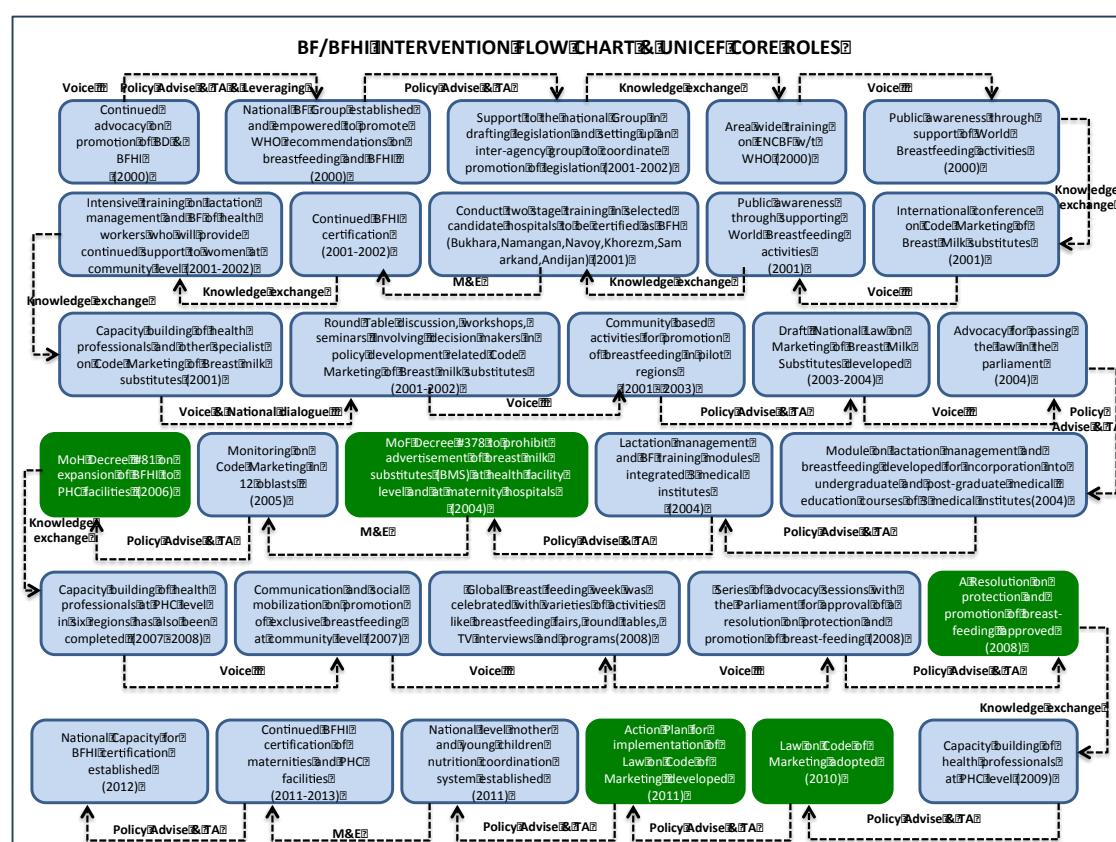 BF/BFHI INTERVENTION FLOW CHART & UNICEF CORE ROLES
Voice
Policy Advise & TA & Leveraging
Policy Advise & TA
Knowledge exchange
Voice
Continued
advocacy on
promotion of BD &
BFHI
(2000)
National BF Group established
and empowered to promote
WHO recommendations on
breastfeeding and BFHI
(2000)
Support to the national Group in
drafting legislation and setting up an
inter-agency group to coordinate
promotion of legislation (2001-2002)
Area wide training
on ENCBF w/t
WHO (2000)
Public awareness through
support of World
Breastfeeding activities
(2000)
Knowledge
exchange
Intensive training on lactation
management and BF of health
workers who will provide
continued support to women at
community level (2001-2002)
Continued BFHI
certification
(2001-2002)
Conduct two stage training in selected
candidate hospitals to be certified as BFH
(Bukhara, Namangan, Navoy, Khorezm, Sam
arkand, Andijan) (2001)
Public awareness
through supporting
World Breastfeeding
activities
(2001)
International conference
on Code Marketing of
Breast Milk substitutes
(2001)
Knowledge exchange
Knowledge exchange
M&E
Knowledge exchange
Voice
Capacity building of health
professionals and other specialist
on Code Marketing of Breast milk
substitutes (2001)
Round Table discussion, workshops,
seminars involving decision makers in
policy development related Code
Marketing of Breast milk substitutes
(2001-2002)
Community based
activities for promotion
of breastfeeding in pilot
regions
(2001-2003)
Draft National Law on
Marketing of Breast Milk
Substitutes developed
(2003-2004)
Advocacy for passing
the law in the
parliament
(2004)
Voice & National dialogue
Voice
Policy Advise & TA
Voice
Policy
Advise & TA
MoH Decree #81 on
expansion of BFHI to
PHC facilities (2006)
Monitoring on
Code Marketing in
12 oblasts
(2005)
MoF Decree #378 to prohibit
advertisement of breast milk
substitutes (BMS) at health facility
level and at maternity hospitals
(2004)
Lactation management
and BF training modules
integrated 3 medical
institutes
(2004)
Module on lactation management and
breastfeeding developed for incorporation into
undergraduate and post-graduate medical
education courses of 3 medical institutes (2004)
Knowledge
exchange
Policy Advise & TA
M&E
Policy Advise & TA
Policy Advise & TA
Capacity building of health
professionals at PHC level
in six regions has also been
completed (2007-2008)
Communication and social
mobilization on promotion
of exclusive breastfeeding
at community level (2007)
Global Breast feeding week was
celebrated with varieties of activities
like breastfeeding fairs, round tables,
TV interviews and programs (2008)
Series of advocacy sessions with
the Parliament for approval of a
resolution on protection and
promotion of breast-feeding (2008)
A Resolution on
protection and
promotion of breast-
feeding approved
(2008)
Voice
Voice
Voice
Policy Advise & TA
Knowledge exchange
National Capacity for
BFHI certification
established
(2012)
Continued BFHI
certification of
maternities and PHC
facilities
(2011-2013)
National level mother
and young children
nutrition coordination
system established
(2011)
Action Plan for
implementation of
Law on Code of
Marketing developed
(2011)
Law on Code of
Marketing adopted
(2010)
Capacity building of
health professionals
at PHC level (2009)
Policy Advise & TA
M&E
Policy Advise & TA
Policy Advise & TA
Policy Advise & TA